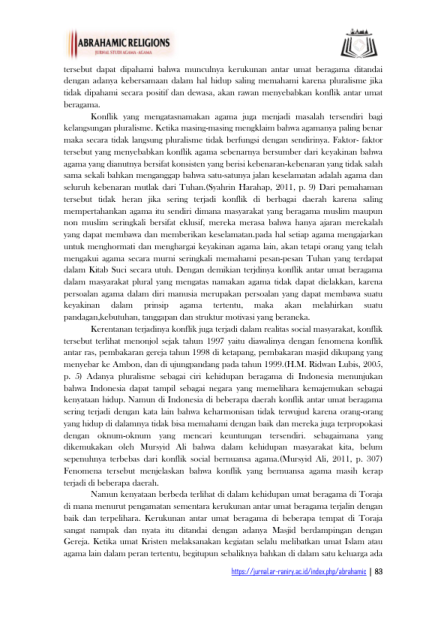 ABRAHAMIC RELIGIONS
tersebut dapat dipahami bahwa munculnya kerukunan antar umat beragama ditandai
dengan adanya kebersamaan dalam hal hidup saling memahami karena pluralisme jika
tidak dipahami secara positif dan dewasa, akan rawan menyebabkan konflik antar umat
beragama.
Konflik yang mengatasnamakan agama juga menjadi masalah tersendiri bagi
kelangsungan pluralisme. Ketika masing-masing mengklaim bahwa agamanya paling benar
maka secara tidak langsung pluralisme tidak berfungsi dengan sendirinya. Faktor- faktor
tersebut yang menyebabkan konflik agama sebenarnya bersumber dari keyakinan bahwa
agama yang dianutnya bersifat konsisten yang berisi kebenaran-kebenaran yang tidak salah
sama sekali bahkan menganggap bahwa satu-satunya jalan keselamatan adalah agama dan
seluruh kebenaran mutlak dari Tuhan.(Syahrin Harahap, 2011, p. 9) Dari pemahaman
tersebut tidak heran jika sering terjadi konflik di berbagai daerah karena saling
mempertahankan agama itu sendiri dimana masyarakat yang beragama muslim maupun
non muslim seringkali bersifat eklusif, mereka merasa bahwa hanya ajaran merekalah
yang dapat membawa dan memberikan keselamatan.pada hal setiap agama mengajarkan
untuk menghormati dan menghargai keyakinan agama lain, akan tetapi orang yang telah
mengakui agama secara murni seringkali memahami pesan-pesan Tuhan yang terdapat
dalam Kitab Suci secara utuh. Dengan demikian terjdinya konflik antar umat beragama
dalam masyarakat plural yang mengatas namakan agama tidak dapat dielakkan, karena
persoalan agama dalam diri manusia merupakan persoalan yang dapat membawa suatu
keyakinan dalam prinsip agama tertentu, maka akan melahirkan suatu
pandagan,kebutuhan, tanggapan dan struktur motivasi yang beraneka.
Kerentanan terjadinya konflik juga terjadi dalam realitas social masyarakat, konflik
tersebut terlihat menonjol sejak tahun 1997 yaitu diawalinya dengan fenomena konflik
antar ras, pembakaran gereja tahun 1998 di ketapang, pembakaran masjid dikupang yang
menyebar ke Ambon, dan di ujungpandang pada tahun 1999.(H.M. Ridwan Lubis, 2005,
p. 5) Adanya pluralisme sebagai ciri kehidupan beragama di Indonesia menunjukan
bahwa Indonesia dapat tampil sebagai negara yang memelihara kemajemukan sebagai
kenyataan hidup. Namun di Indonesia di beberapa daerah konflik antar umat beragama
sering terjadi dengan kata lain bahwa keharmonisan tidak terwujud karena orang-orang
yang hidup di dalamnya tidak bisa memahami dengan baik dan mereka juga terpropokasi
dengan oknum-oknum yang mencari keuntungan tersendiri. sebagaimana yang
dikemukakan oleh Mursyid Ali bahwa dalam kehidupan masyarakat kita, belum
sepenuhnya terbebas dari konflik social bernuansa agama.(Mursyid Ali, 2011, p. 307)
Fenomena tersebut menjelaskan bahwa konflik yang bernuansa agama masih kerap
terjadi di beberapa daerah.
Namun kenyataan berbeda terlihat di dalam kehidupan umat beragama di Toraja
di mana menurut pengamatan sementara kerukunan antar umat beragama terjalin dengan
baik dan terpelihara. Kerukunan antar umat beragama di beberapa tempat di Toraja
sangat nampak dan nyata itu ditandai dengan adanya Masjid berdampingan dengan
Gereja. Ketika umat Kristen melaksanakan kegiatan selalu melibatkan umat Islam atau
agama lain dalam peran tertentu, begitupun sebaliknya bahkan di dalam satu keluarga ada
https://jurnal.ar-raniry.ac.id/index.php/abrahamic | 83